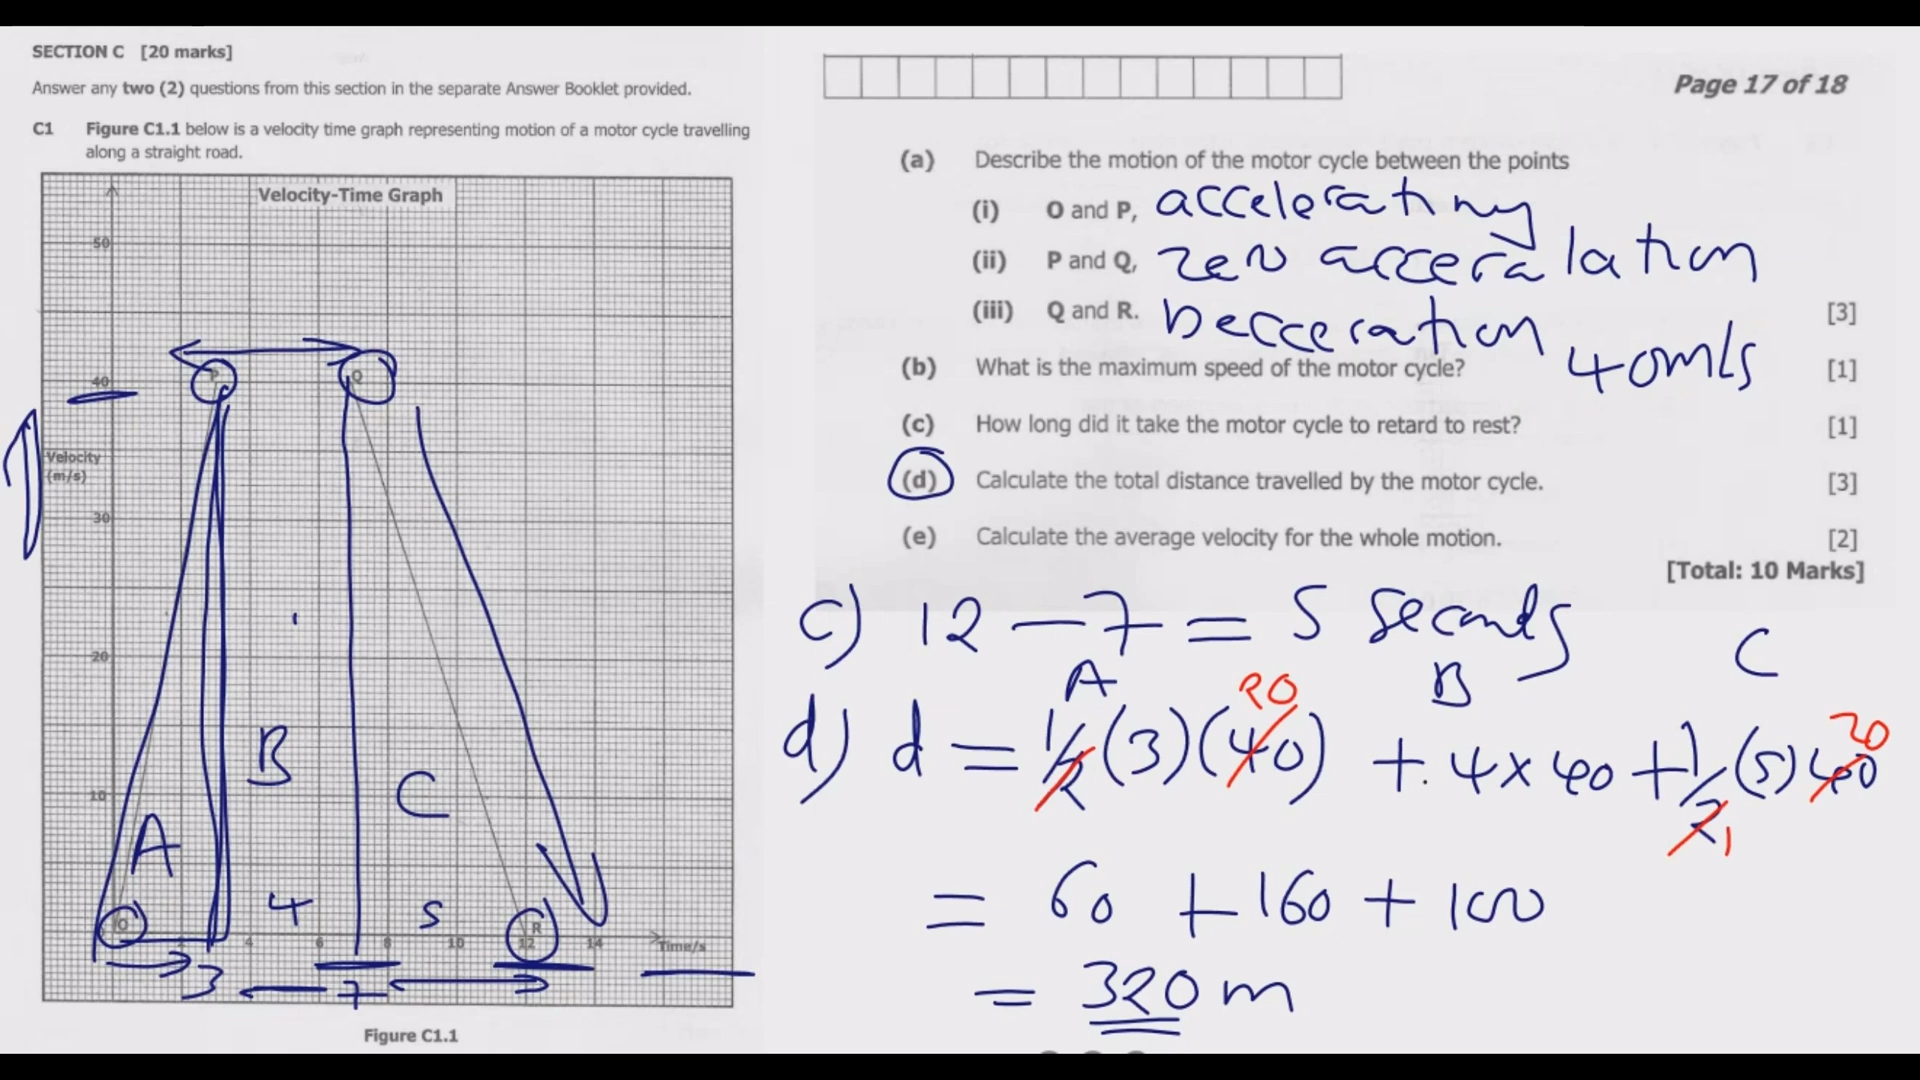 SECTION C [20 marks]
Answer any two (2) questions from this section in the separate Answer Booklet provided.
C1 Figure C1.1 below is a velocity time graph representing motion of a motor cycle travelling
along a straight road.
Velocity-Time Graph
50
P
Q
40
Velocity
(m/s)
30
20
B
C
10
A
4
5
O
R
2 4 6 8 10 12 14 Time/s
3
7
Figure C1.1
Page 17 of 18
(a) Describe the motion of the motor cycle between the points
(i) O and P, accelerating
(ii) P and Q, zero acceralation
(iii) Q and R. Decceration [3]
(b) What is the maximum speed of the motor cycle? 40m/s [1]
(c) How long did it take the motor cycle to retard to rest? [1]
(d) Calculate the total distance travelled by the motor cycle. [3]
(e) Calculate the average velocity for the whole motion. [2]
[Total: 10 Marks]
c) 12 - 7 = 5 seconds
A B C
20 20
d) d = 1/2 (3)(40) + 4 x 40 + 1/2 (5) 40
1
= 60 + 160 + 100
= 320 m